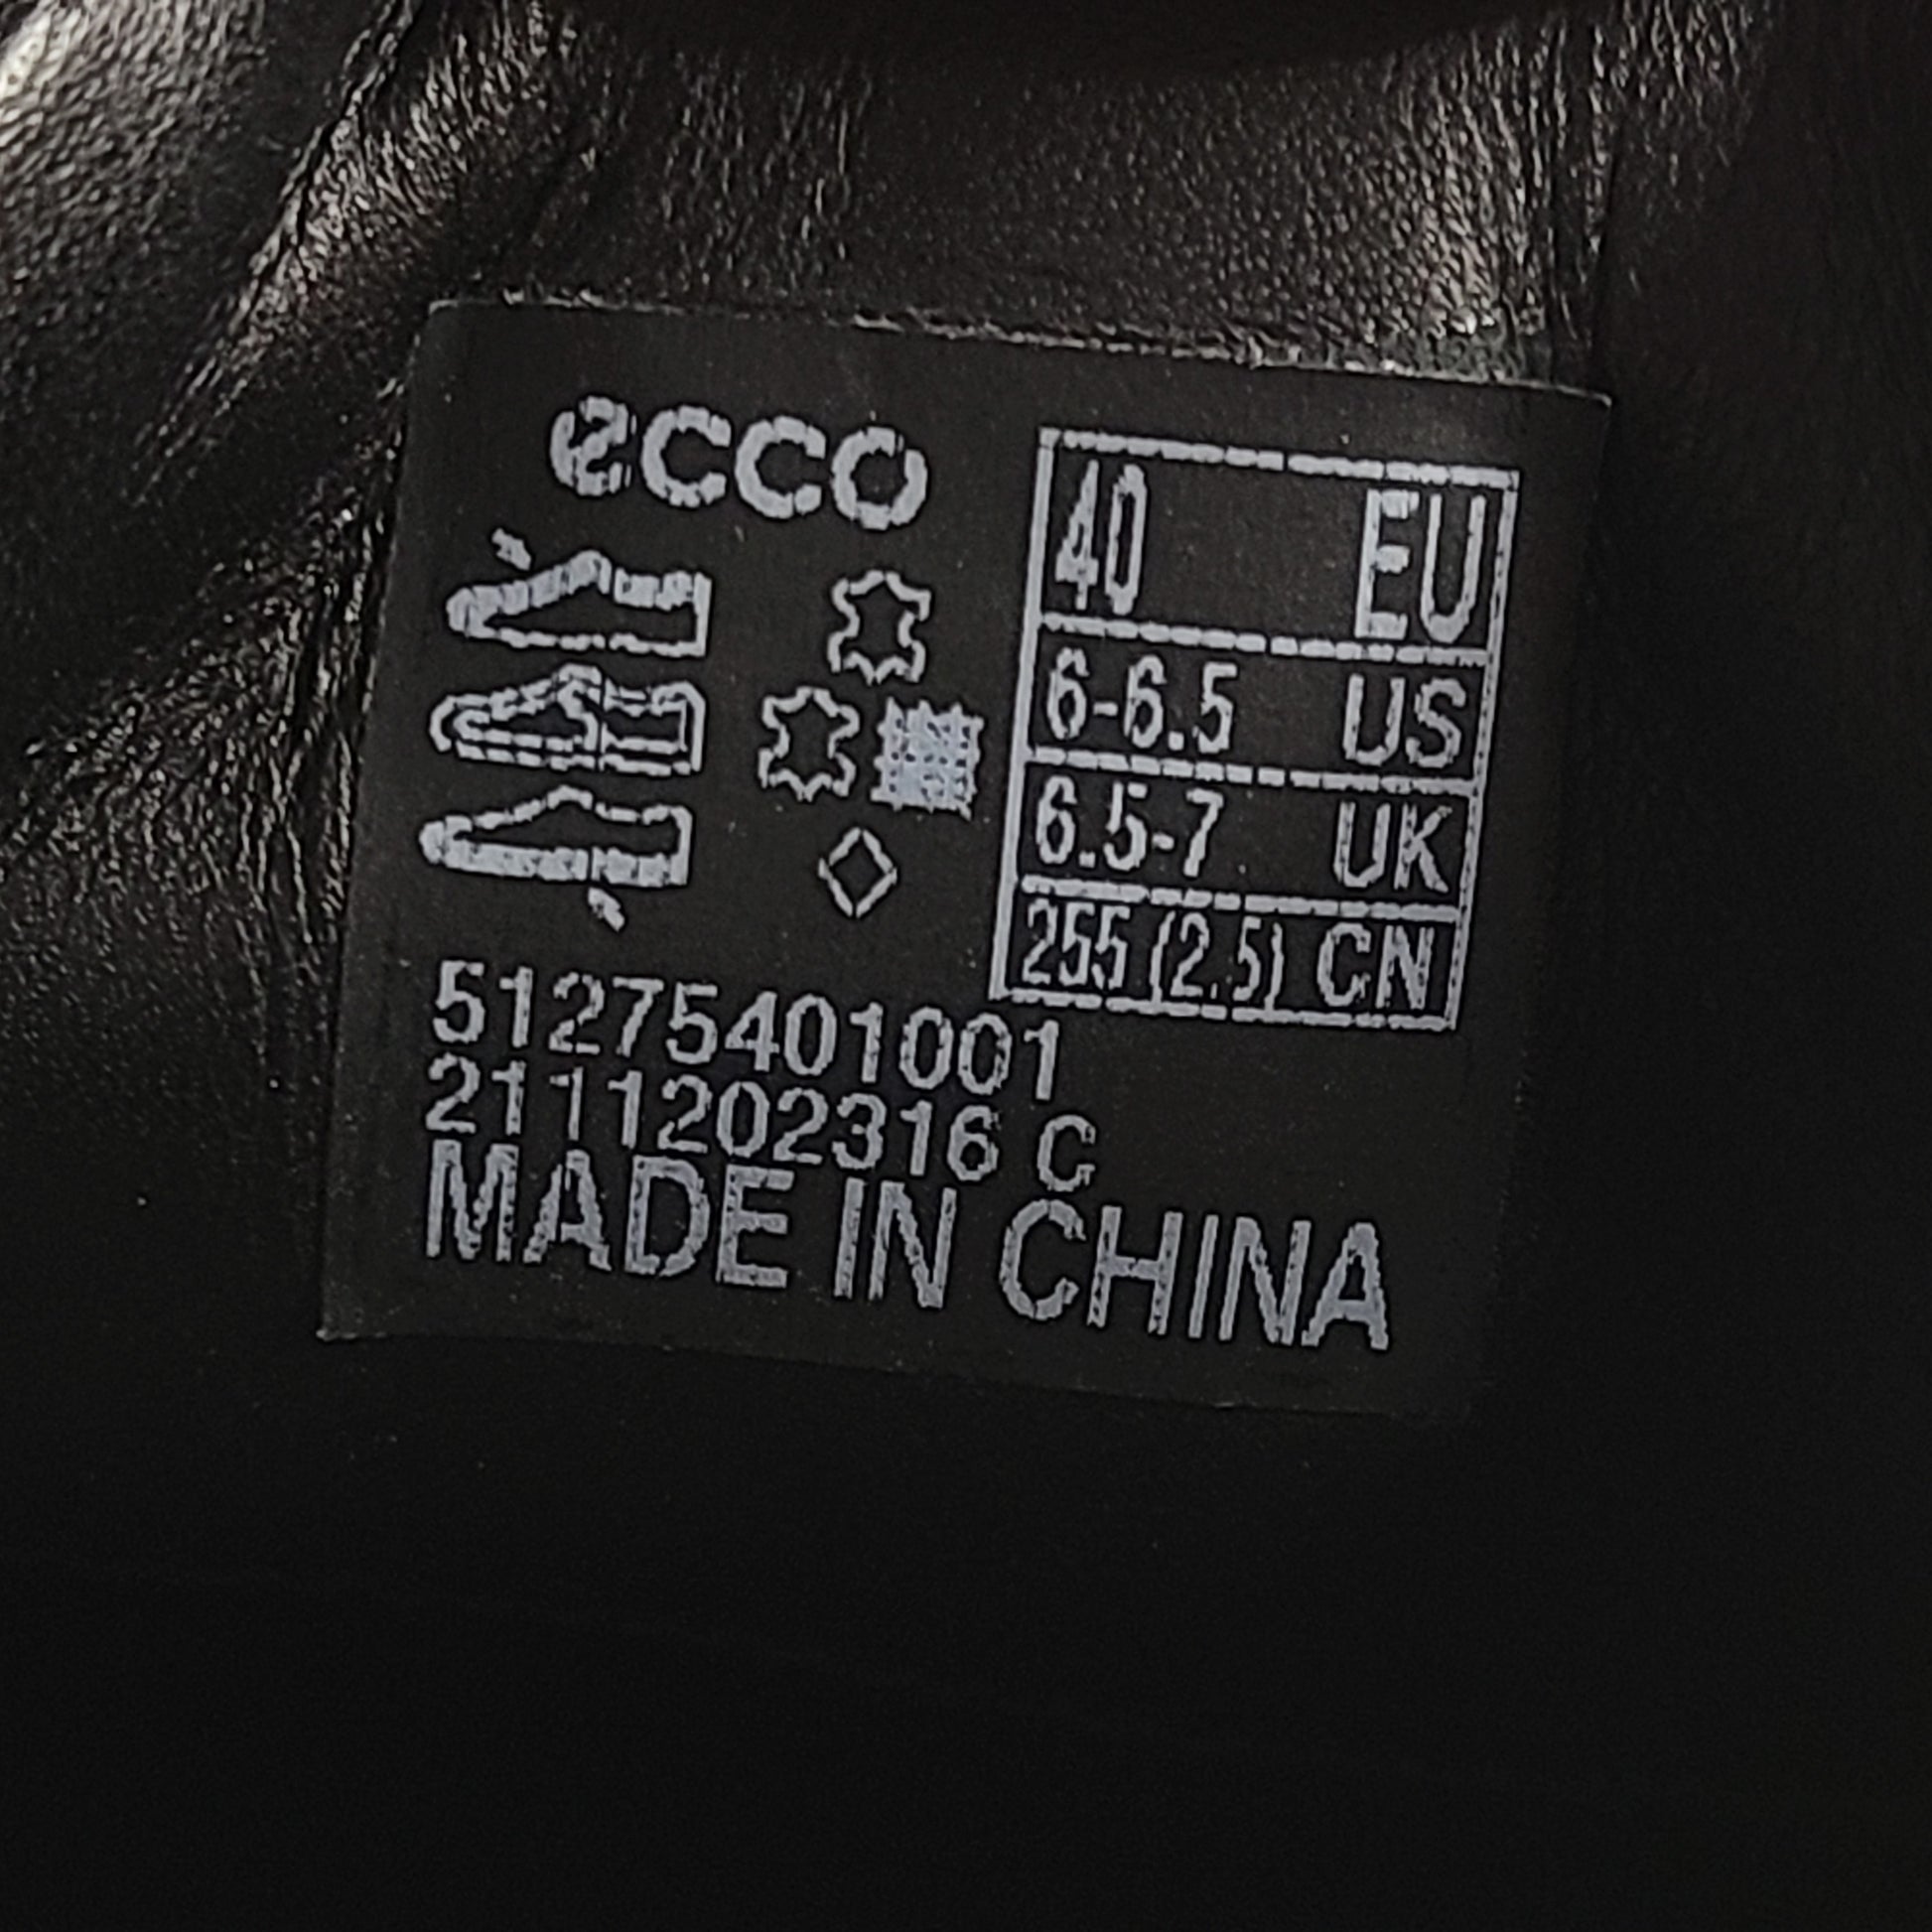 ecco
40 EU
6-6.5 US
6.5-7 UK
255 (2.5) CN
51275401001
2111202316 C
MADE IN CHINA